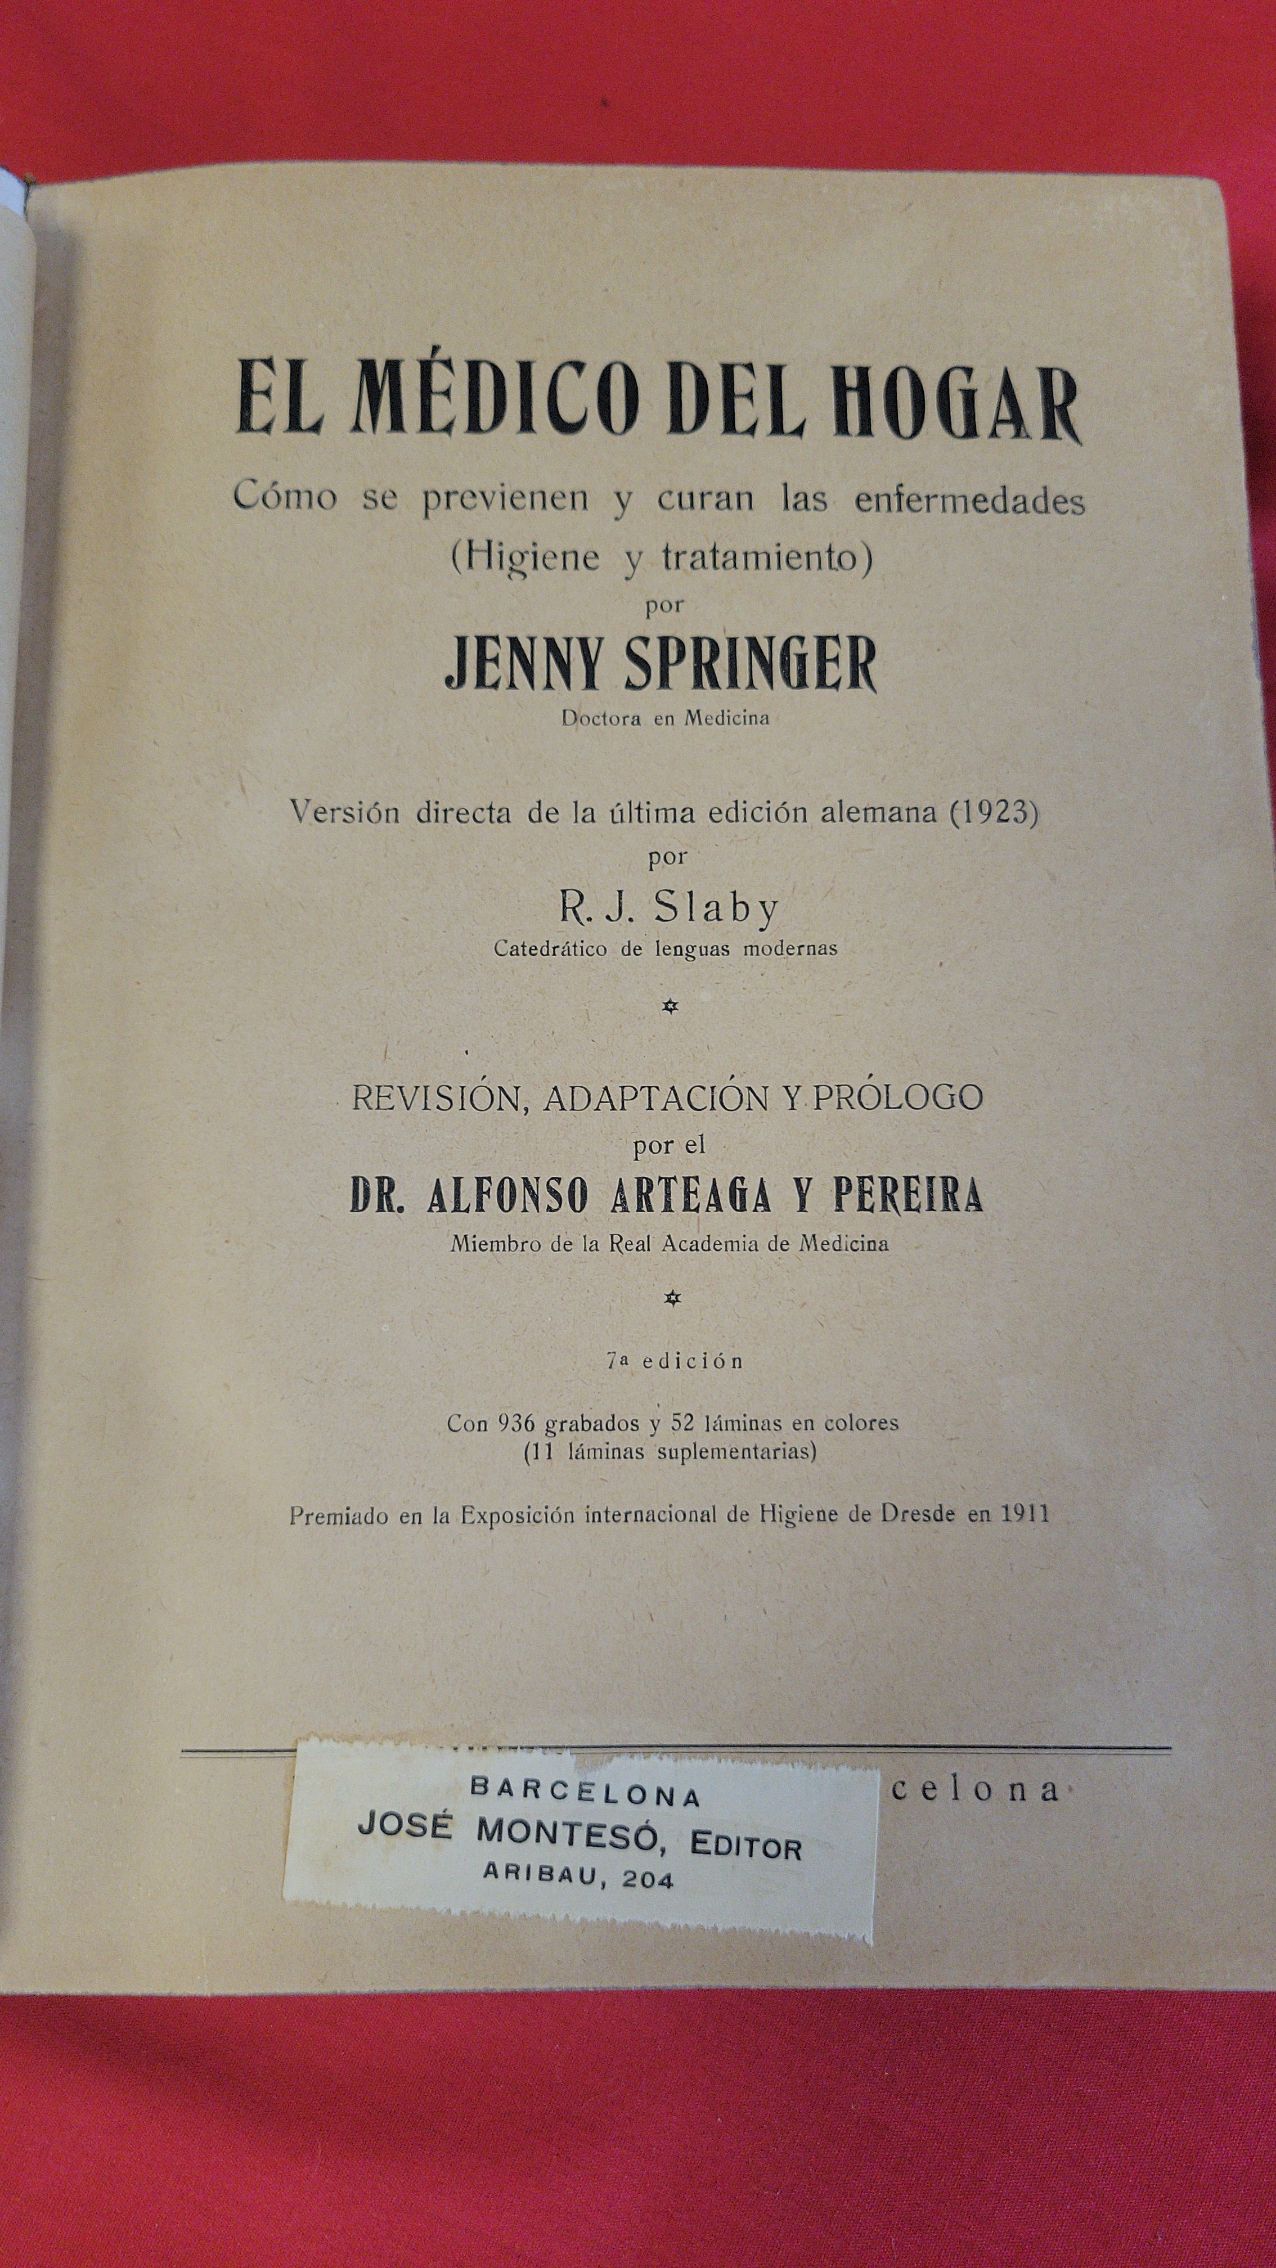 EL MÉDICO DEL HOGAR
Cómo se previenen y curan las enfermedades
(Higiene y tratamiento)
por
JENNY SPRINGER
Doctora en Medicina
Versión directa de la última edición alemana (1923)
por
R. J. Slaby
Catedrático de lenguas modernas
REVISIÓN, ADAPTACIÓN Y PRÓLOGO
por el
DR. ALFONSO ARTEAGA Y PEREIRA
Miembro de la Real Academia de Medicina
7ª edición
Con 936 grabados y 52 láminas en colores
(11 láminas suplementarias)
Premiado en la Exposición internacional de Higiene de Dresde en 1911
celona
BARCELONA
JOSÉ MONTESÓ, EDITOR
ARIBAU, 204